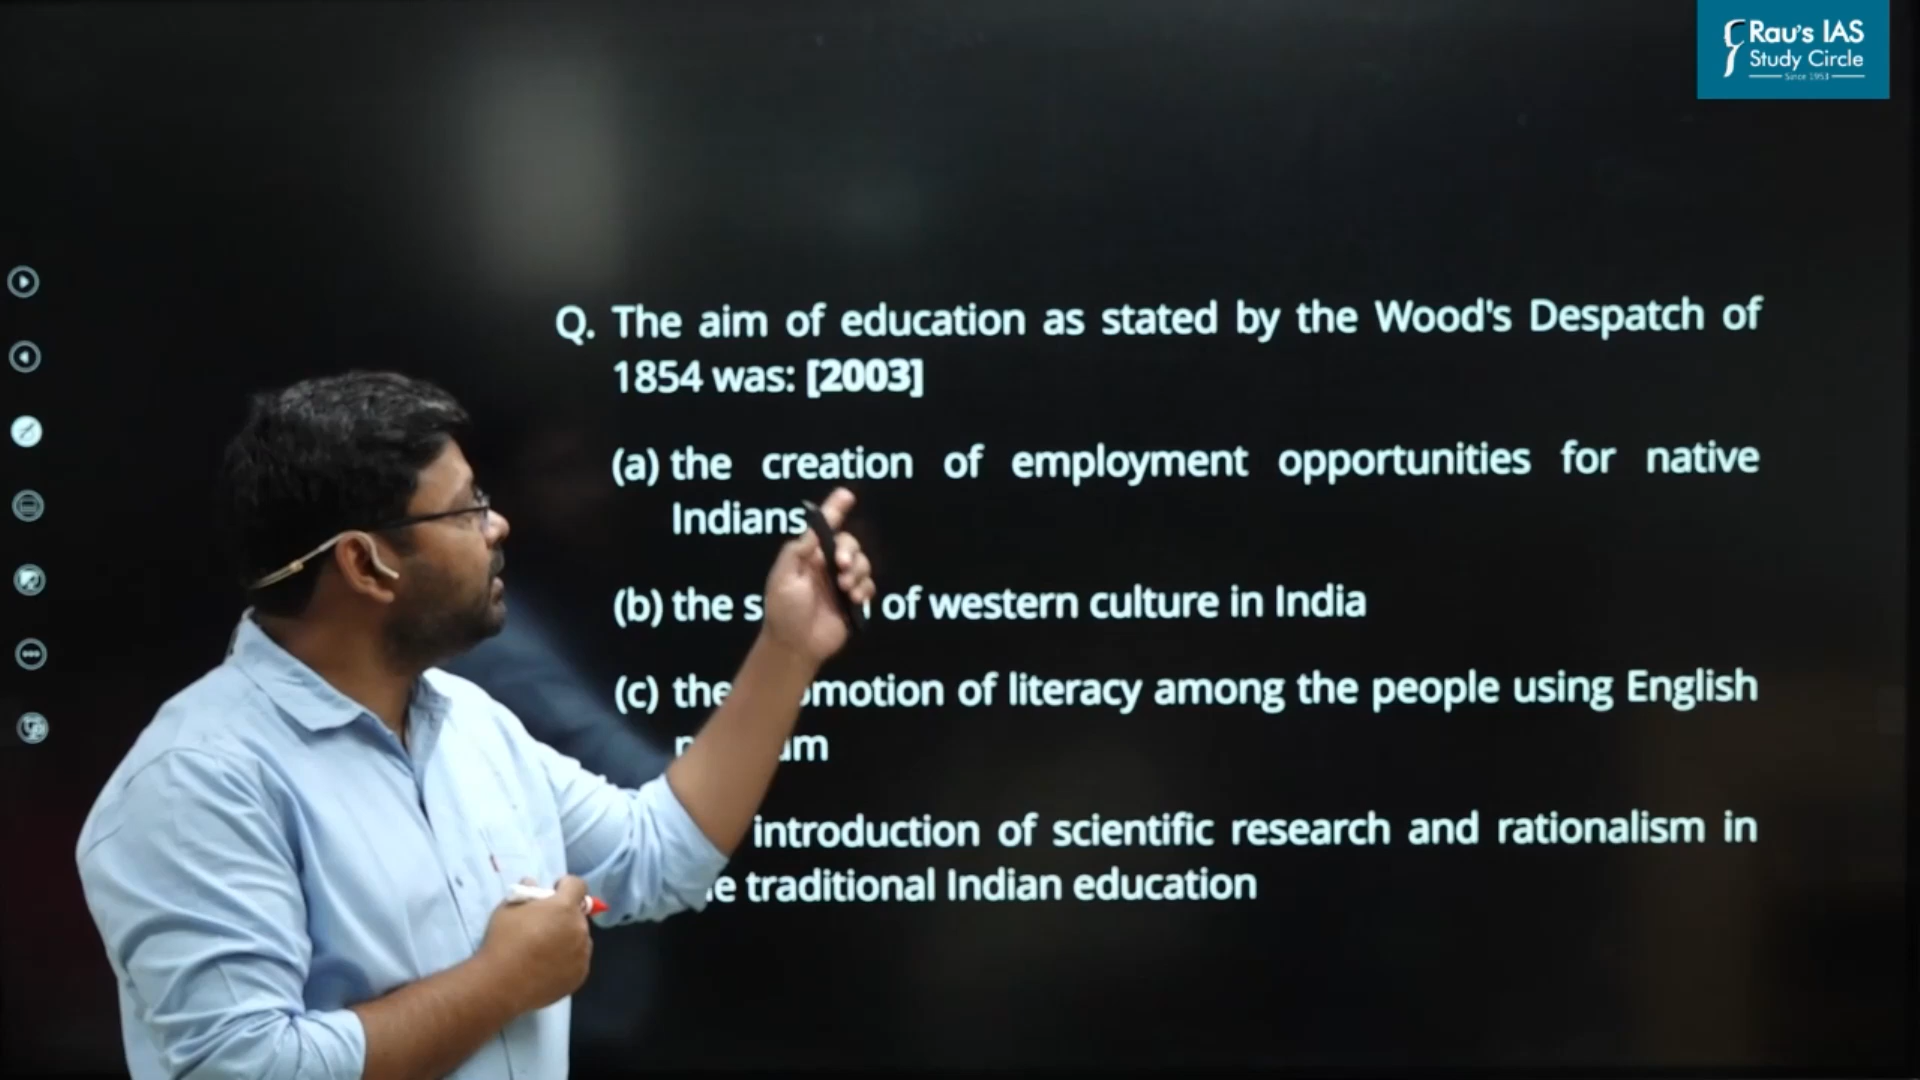 Rau's IAS
Study Circle
Since 1953
Q. The aim of education as stated by the Wood's Despatch of
1854 was: [2003]
(a) the creation of employment opportunities for native
Indians
(b) the of western culture in India
(c) the of literacy among the people using English
introduction of scientific research and rationalism in
traditional Indian education